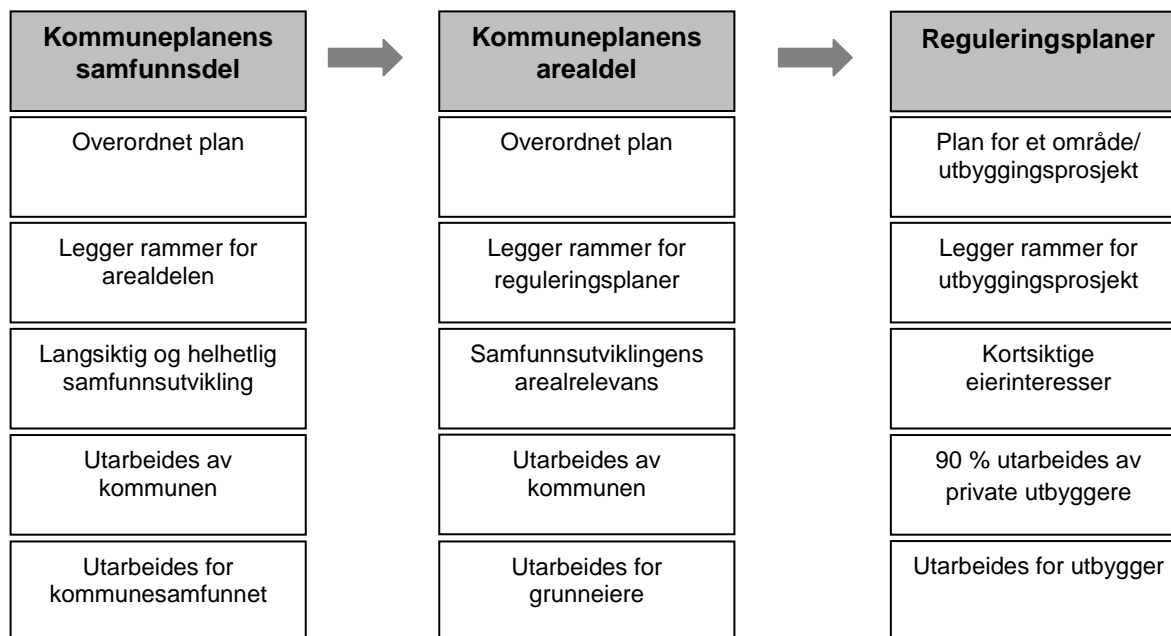 Kommuneplanens
samfunnsdel
Overordnet plan
Legger rammer for
arealdelen
Langsiktig og helhetlig
samfunnsutvikling
Utarbeides av
kommunen
Utarbeides for
kommunesamfunnet
Kommuneplanens
arealdel
Overordnet plan
Legger rammer for
reguleringsplaner
Samfunnsutviklingens
arealrelevans
Utarbeides av
kommunen
Utarbeides for
grunneiere
Reguleringsplaner
Plan for et område/
utbyggingsprosjekt
Legger rammer for
utbyggingsprosjekt
Kortsiktige
eierinteresser
90 % utarbeides av
private utbyggere
Utarbeides for utbygger